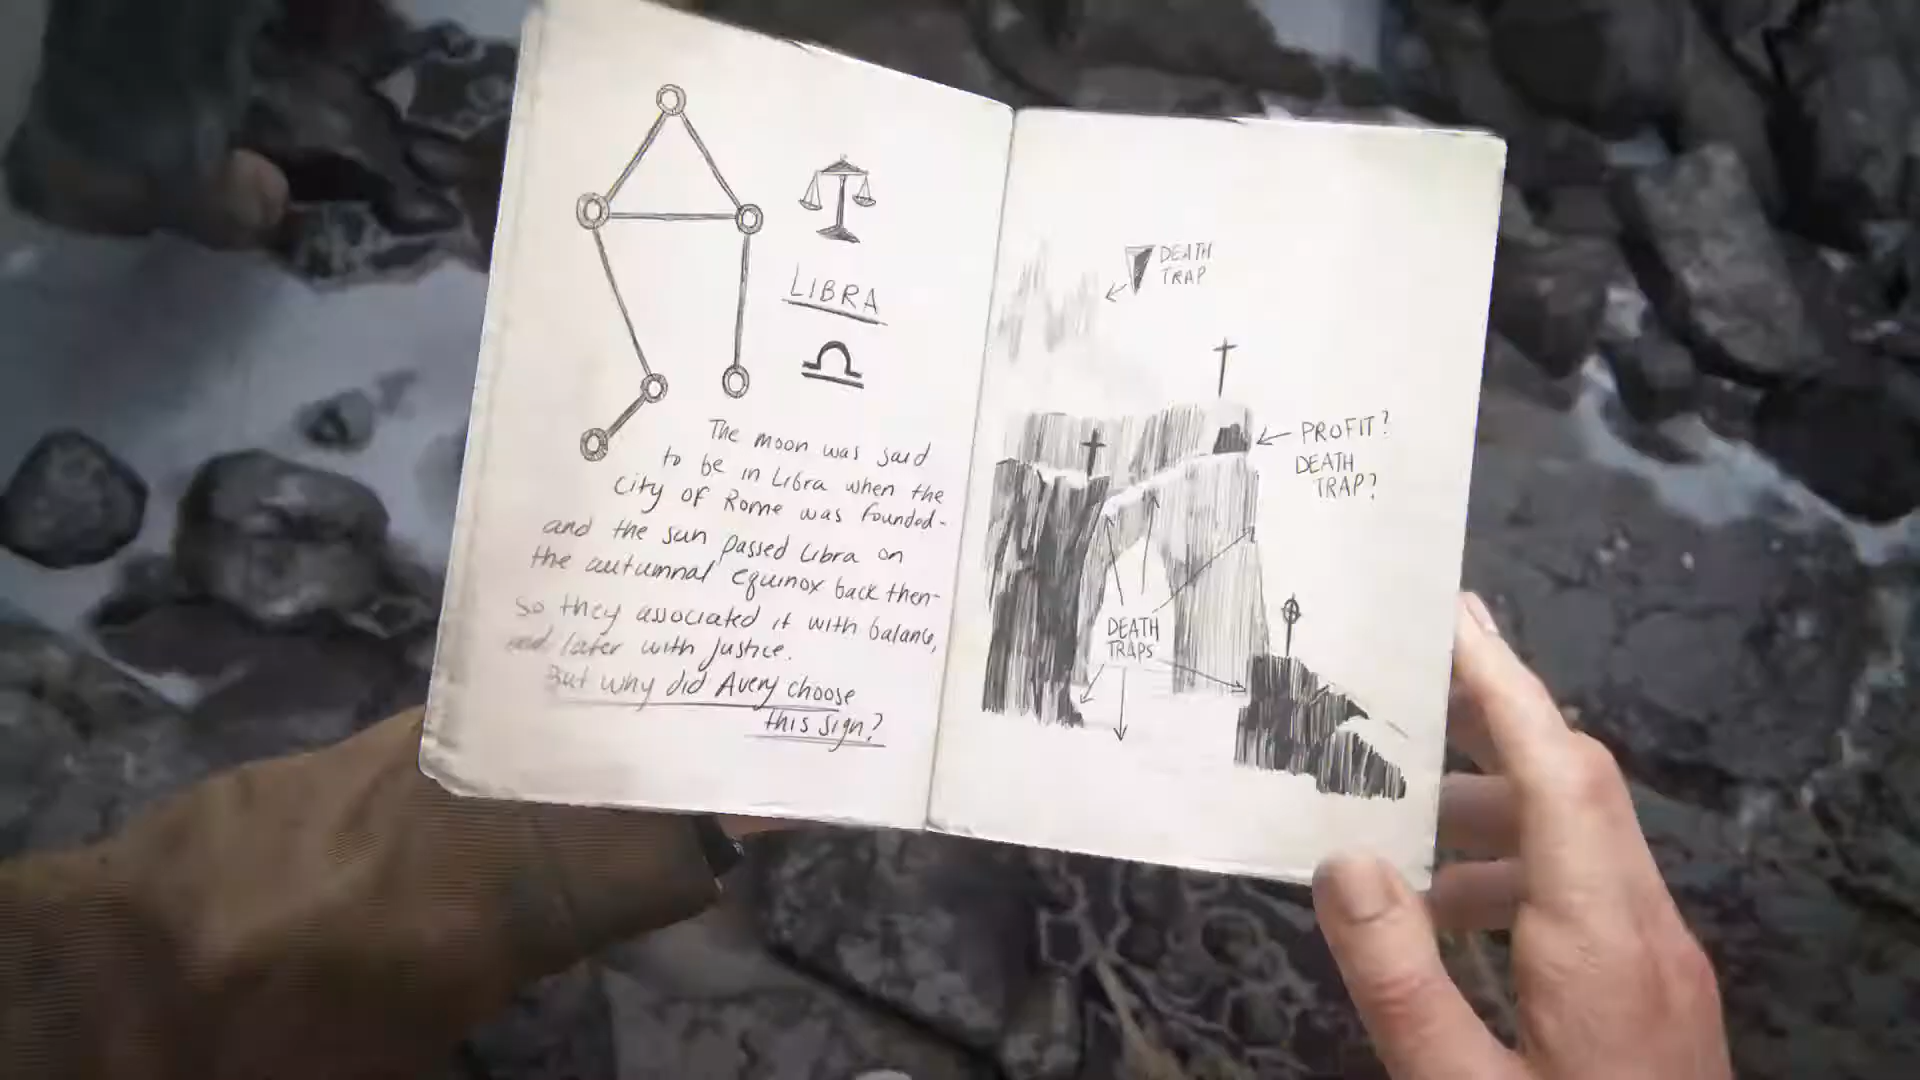 LIBRA
The moon was said
to be in Libra when the
City of Rome was founded-
and the sun passed Libra on
the autumnal equinox back then-
so they associated it with balance,
and later with justice.
But why did Avery choose
this sign?
DEATH
TRAP
PROFIT?
DEATH
TRAP?
DEATH
TRAPS